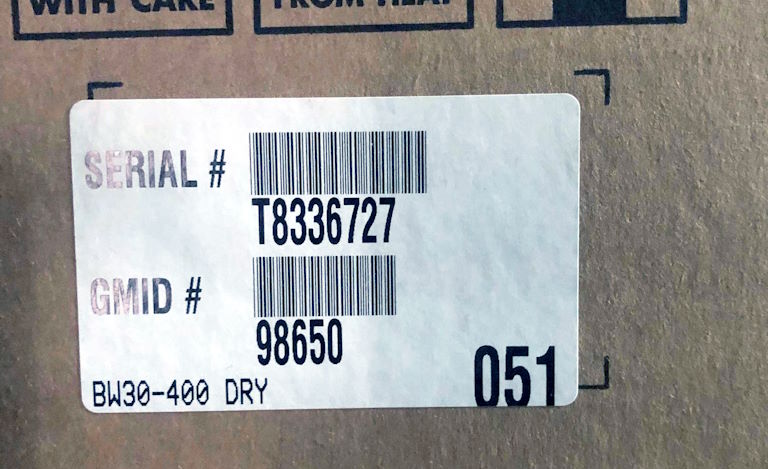 WITH CARE
FROM HEAT
SERIAL #
T8336727
GMID #
98650
BW30-400 DRY
051